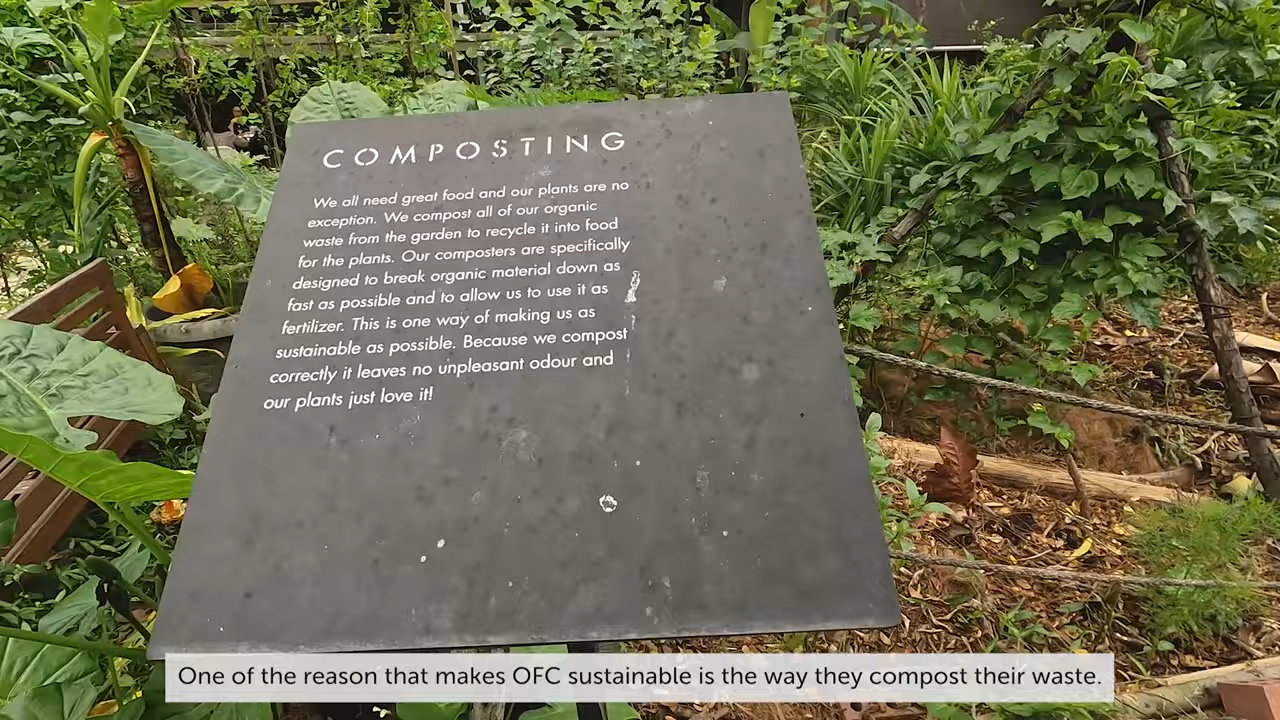 COMPOSTING
We all need great food and our plants are no
exception. We compost all of our organic
waste from the garden to recycle it into food
for the plants. Our composters are specifically
designed to break organic material down as
fast as possible and to allow us to use it as
fertilizer. This is one way of making us as
sustainable as possible. Because we compost
correctly it leaves no unpleasant odour and
our plants just love it!
One of the reason that makes OFC sustainable is the way they compost their waste.